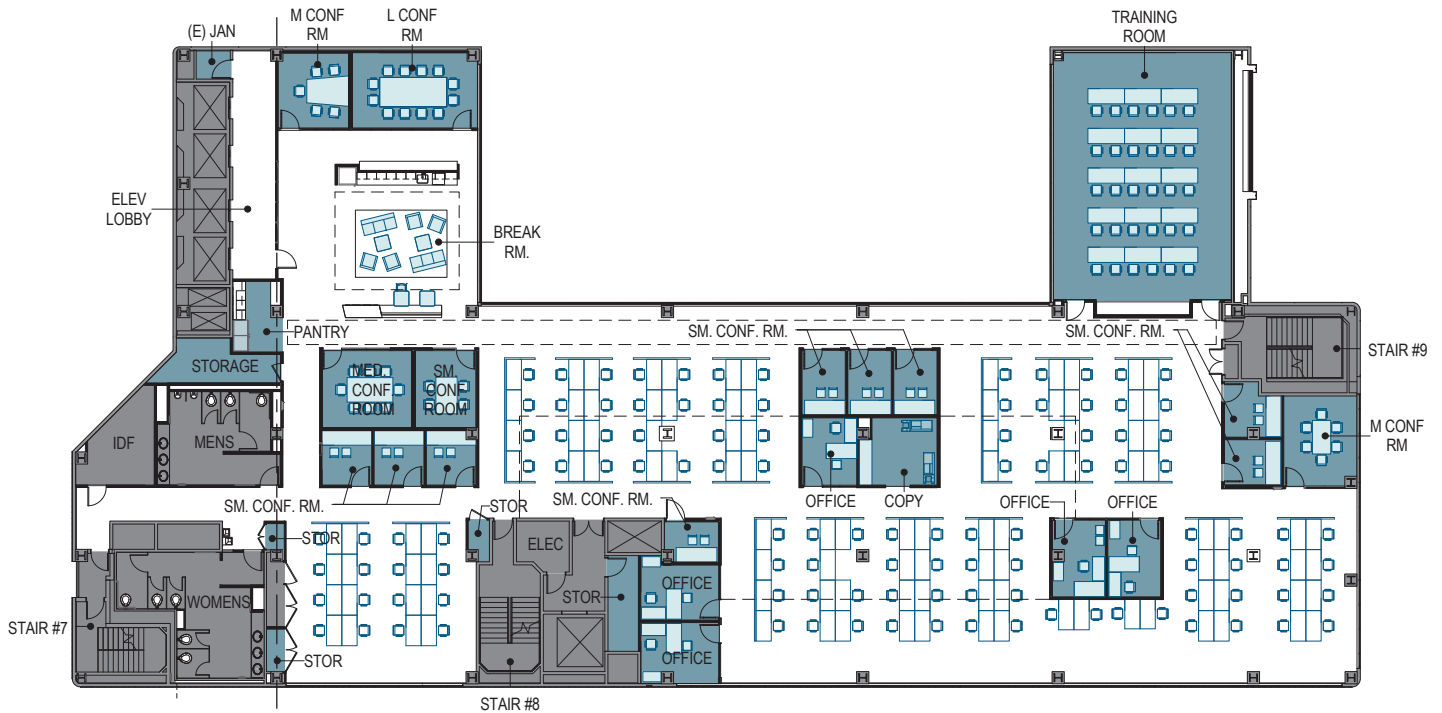 (E) JAN
M CONF
RM
L CONF
RM
TRAINING
ROOM
ELEV
LOBBY
BREAK
RM.
PANTRY
SM. CONF. RM.
SM. CONF. RM.
STAIR #9
STORAGE
MED.
CONF
ROOM
SM.
CONF
ROOM
IDF
MENS
M CONF
RM
SM. CONF. RM.
STOR
SM. CONF. RM.
OFFICE
COPY
OFFICE
OFFICE
STOR
ELEC
OFFICE
STOR
WOMENS
STAIR #7
STOR
OFFICE
STAIR #8